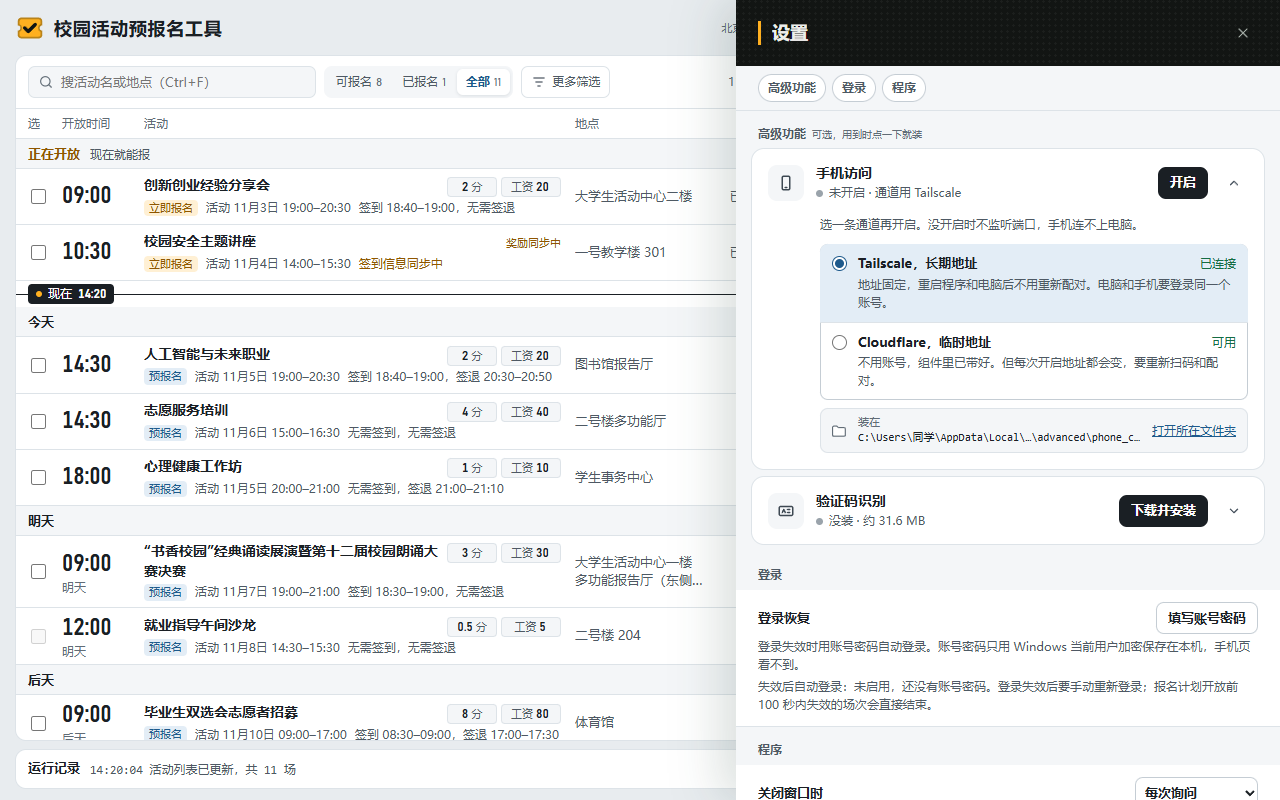 校园活动预报名工具
搜活动名或地点（Ctrl+F）
可报名 8 已报名 1 全部 11
更多筛选
选 开放时间 活动 地点
正在开放 现在就能报
09:00
创新创业经验分享会
2 分 工资 20
立即报名 活动 11月3日 19:00–20:30 签到 18:40–19:00，无需签退
大学生活动中心二楼
10:30
校园安全主题讲座
奖励同步中
立即报名 活动 11月4日 14:00–15:30 签到信息同步中
一号教学楼 301
现在 14:20
今天
14:30
人工智能与未来职业
2 分 工资 20
预报名 活动 11月5日 19:00–20:30 签到 18:40–19:00，签退 20:30–20:50
图书馆报告厅
14:30
志愿服务培训
4 分 工资 40
预报名 活动 11月6日 15:00–16:30 无需签到，无需签退
二号楼多功能厅
18:00
心理健康工作坊
1 分 工资 10
预报名 活动 11月5日 20:00–21:00 无需签到，签退 21:00–21:10
学生事务中心
明天
09:00
明天
“书香校园”经典诵读展演暨第十二届校园朗诵大
赛决赛
3 分 工资 30
预报名 活动 11月7日 19:00–21:00 签到 18:30–19:00，无需签退
大学生活动中心一楼
多功能报告厅（东侧...
12:00
明天
就业指导午间沙龙
0.5 分 工资 5
预报名 活动 11月8日 14:30–15:30 无需签到，无需签退
二号楼 204
后天
09:00
后天
毕业生双选会志愿者招募
8 分 工资 80
预报名 活动 11月10日 09:00–17:00 签到 08:30–09:00，签退 17:00–17:30
体育馆
运行记录 14:20:04 活动列表已更新，共 11 场
设置
高级功能 登录 程序
高级功能 可选，用到时点一下就装
手机访问
未开启 · 通道用 Tailscale
开启
选一条通道再开启。没开启时不监听端口，手机连不上电脑。
Tailscale，长期地址
已连接
地址固定，重启程序和电脑后不用重新配对。电脑和手机要登录同一个
账号。
Cloudflare，临时地址
可用
不用账号，组件里已带好。但每次开启地址都会变，要重新扫码和配
对。
装在
C:\Users\同学\AppData\Local\…\advanced\phone_c…
打开所在文件夹
验证码识别
没装 · 约 31.6 MB
下载并安装
登录
登录恢复
填写账号密码
登录失效时用账号密码自动登录。账号密码只用 Windows 当前用户加密保存在本机，手机页
看不到。
失效后自动登录：未启用，还没有账号密码。登录失效后要手动重新登录；报名计划开放前
100 秒内失效的场次会直接结束。
程序
关闭窗口时
每次询问